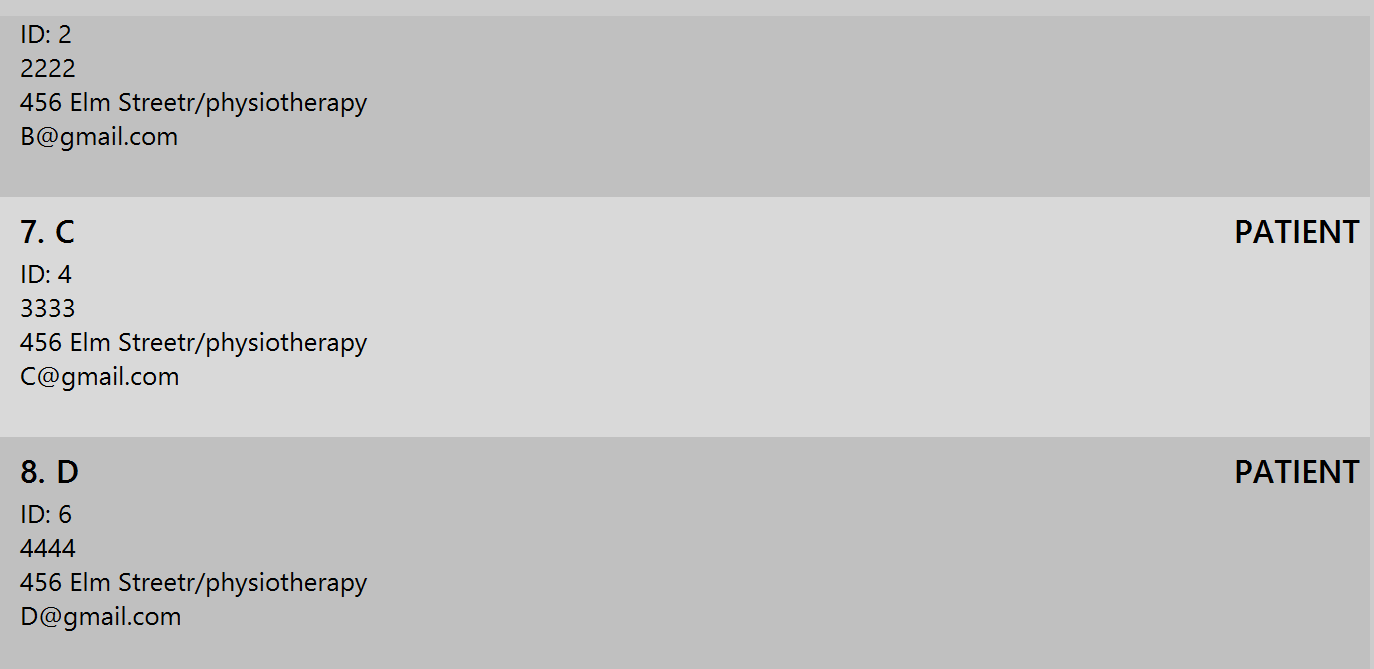 ID: 2
2222
456 Elm Streetr/physiotherapy
B@gmail.com
7. C PATIENT
ID: 4
3333
456 Elm Streetr/physiotherapy
C@gmail.com
8. D PATIENT
ID: 6
4444
456 Elm Streetr/physiotherapy
D@gmail.com